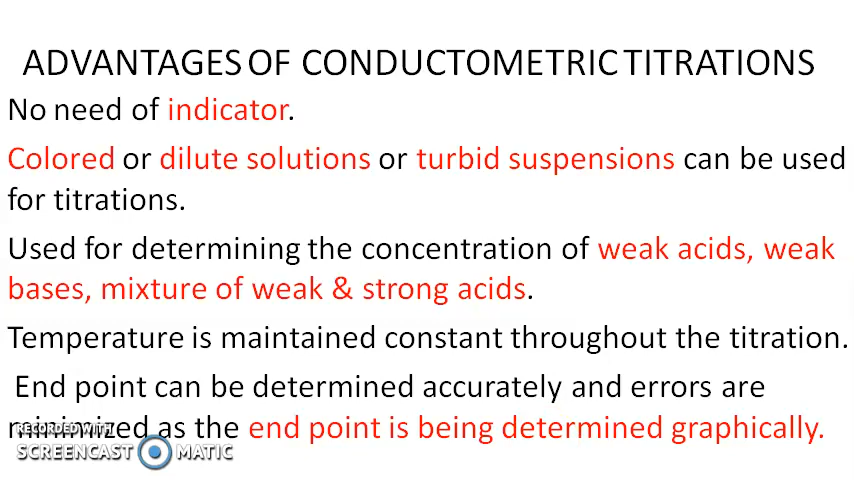 ADVANTAGES OF CONDUCTOMETRIC TITRATIONS
No need of indicator.
Colored or dilute solutions or turbid suspensions can be used
for titrations.
Used for determining the concentration of weak acids, weak
bases, mixture of weak & strong acids.
Temperature is maintained constant throughout the titration.
End point can be determined accurately and errors are
minimized as the end point is being determined graphically.
RECORDED WITH
SCREENCAST MATIC